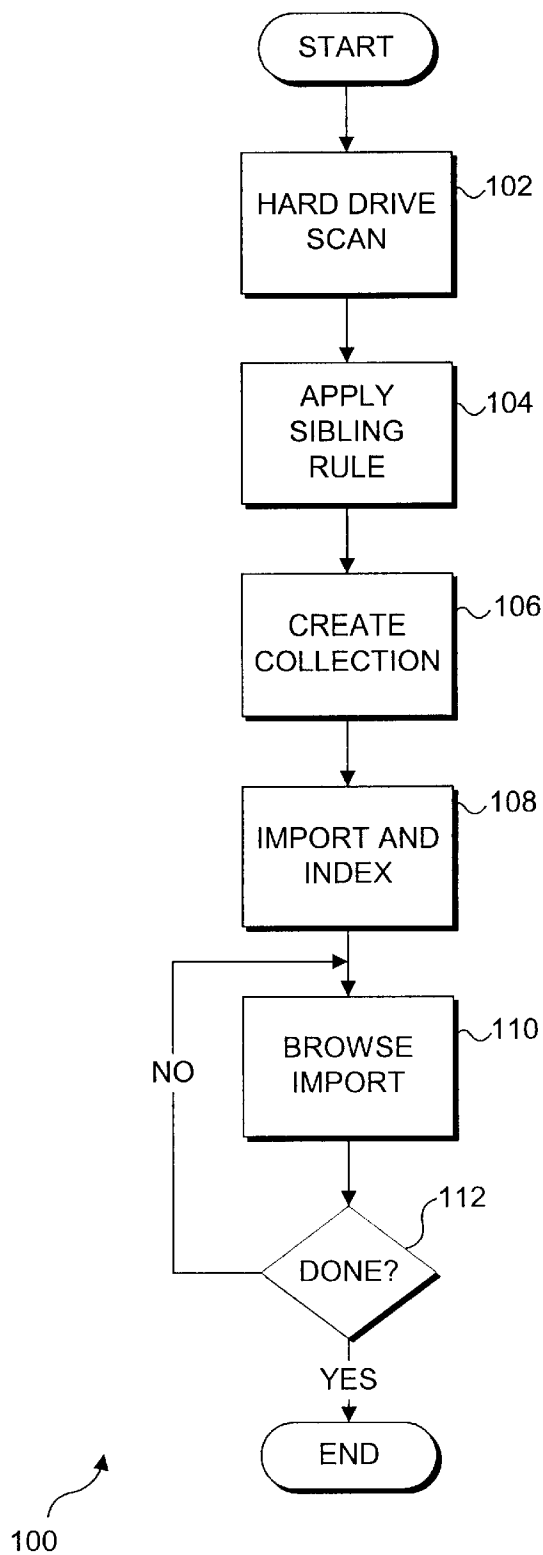 START
HARD DRIVE
SCAN
102
APPLY
SIBLING
RULE
104
CREATE
COLLECTION
106
IMPORT AND
INDEX
108
BROWSE
IMPORT
110
NO
DONE?
112
YES
END
100